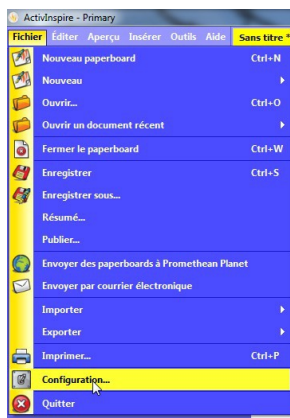 ActivInspire - Primary
Fichier Éditer Aperçu Insérer Outils Aide Sans titre *
Nouveau paperboard Ctrl+N
Nouveau
Ouvrir... Ctrl+O
Ouvrir un document récent
Fermer le paperboard Ctrl+W
Enregistrer Ctrl+S
Enregistrer sous...
Résumé...
Publier...
Envoyer des paperboards à Promethean Planet
Envoyer par courrier électronique
Importer
Exporter
Imprimer... Ctrl+P
Configuration...
Quitter